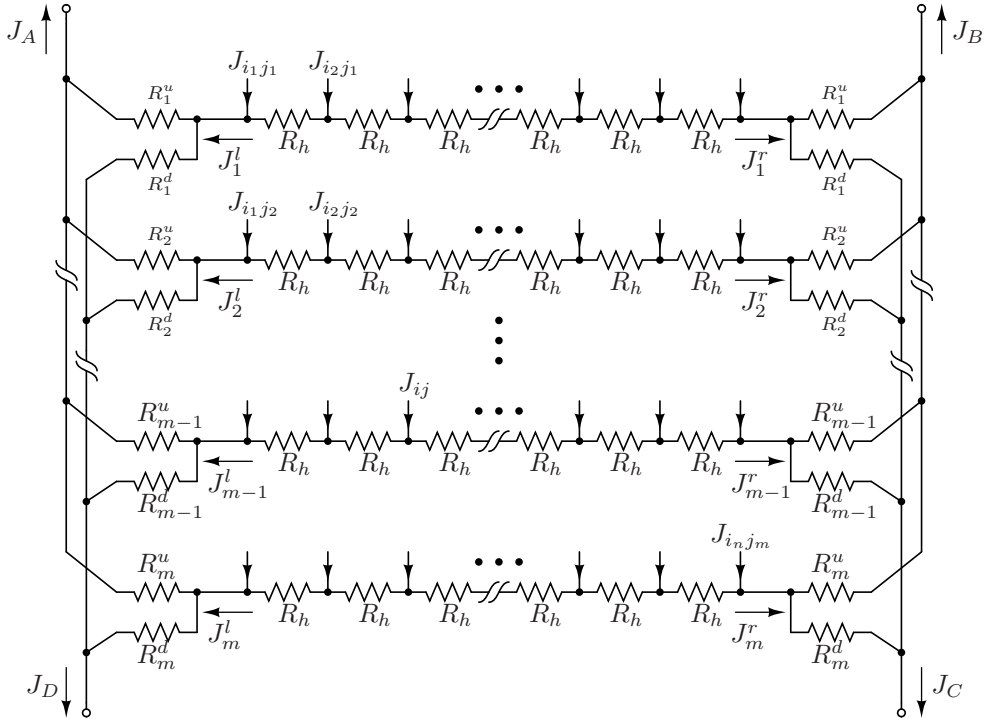 J_A J_B
J_{i_1j_1} J_{i_2j_1}
R_1^u R_1^u
R_h R_h R_h R_h R_h R_h
J_1^l J_1^r
R_1^d R_1^d
J_{i_1j_2} J_{i_2j_2}
R_2^u R_2^u
R_h R_h R_h R_h R_h R_h
J_2^l J_2^r
R_2^d R_2^d
J_{ij}
R_{m-1}^u R_{m-1}^u
R_h R_h R_h R_h R_h R_h
J_{m-1}^l J_{m-1}^r
R_{m-1}^d R_{m-1}^d
J_{i_nj_m}
R_m^u R_m^u
R_h R_h R_h R_h R_h R_h
J_m^l J_m^r
R_m^d R_m^d
J_D J_C